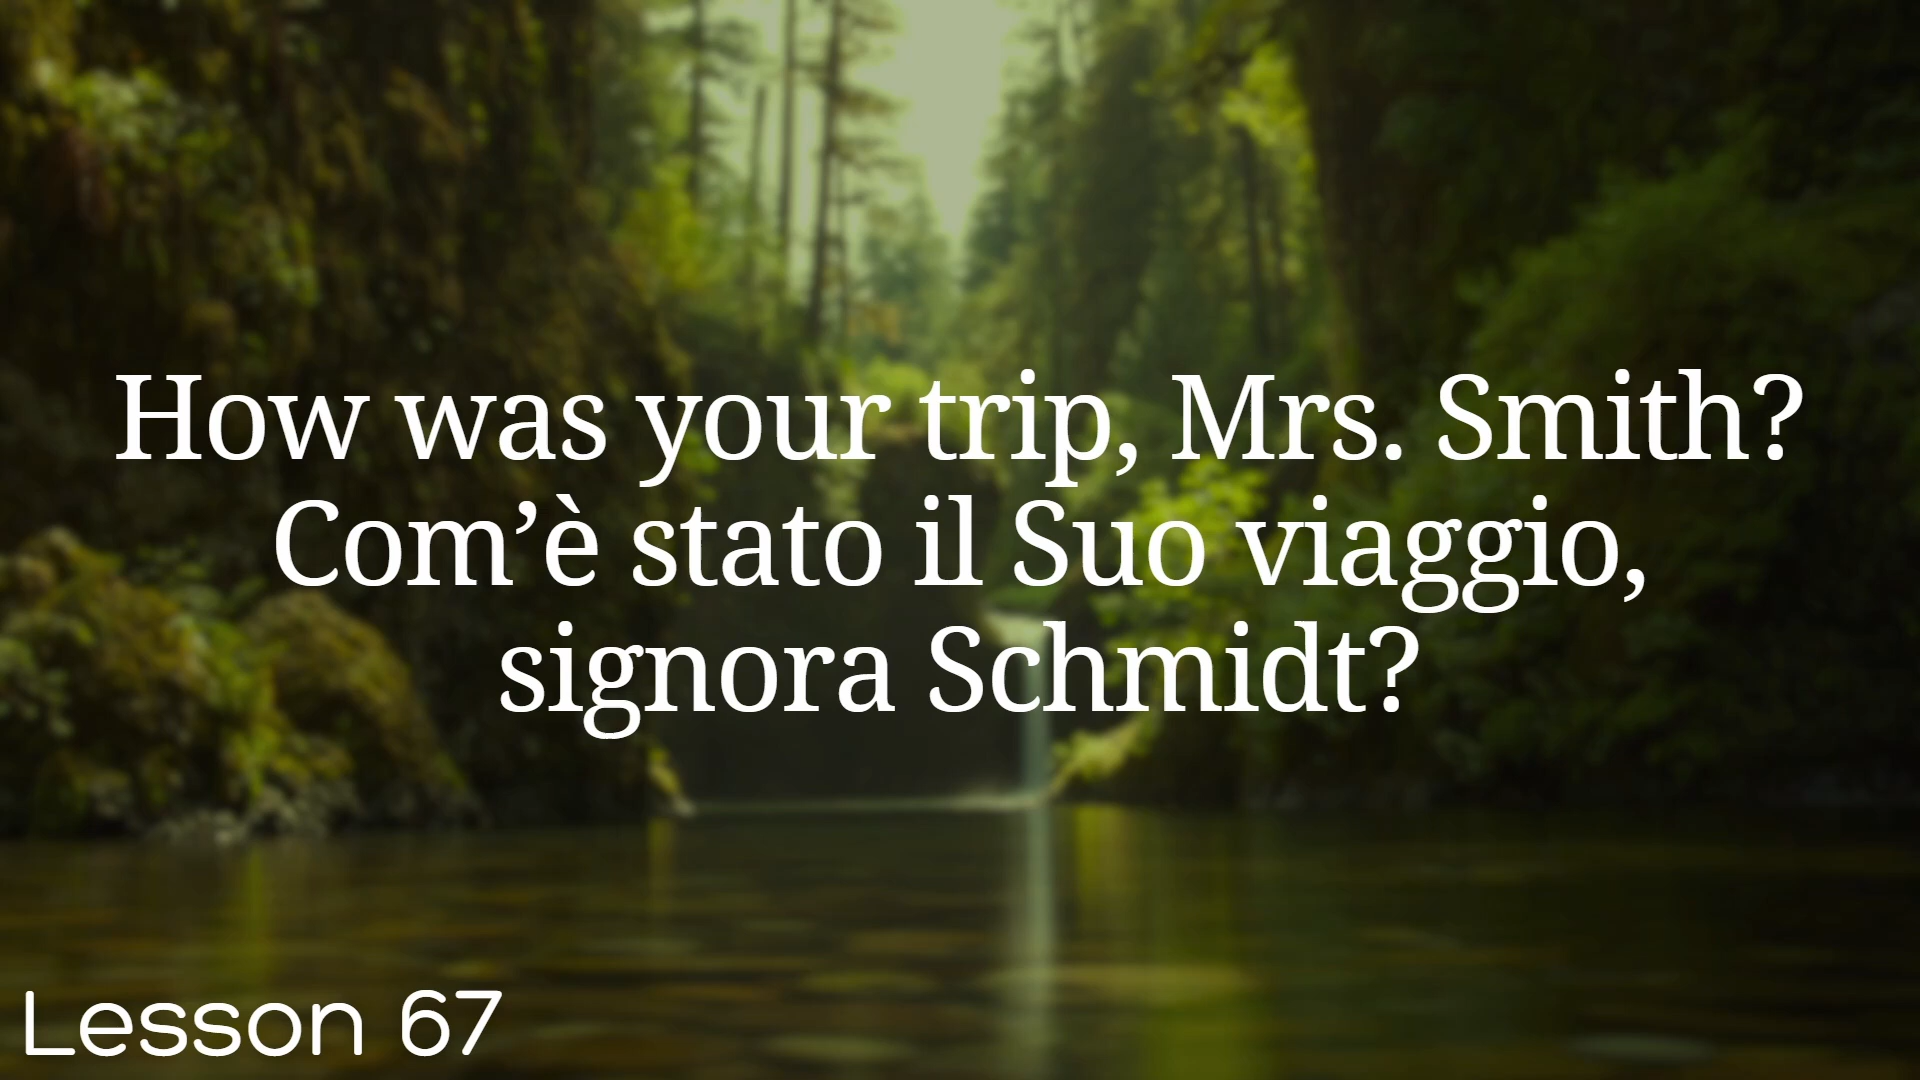 How was your trip, Mrs. Smith?
Com’è stato il Suo viaggio,
signora Schmidt?
Lesson 67